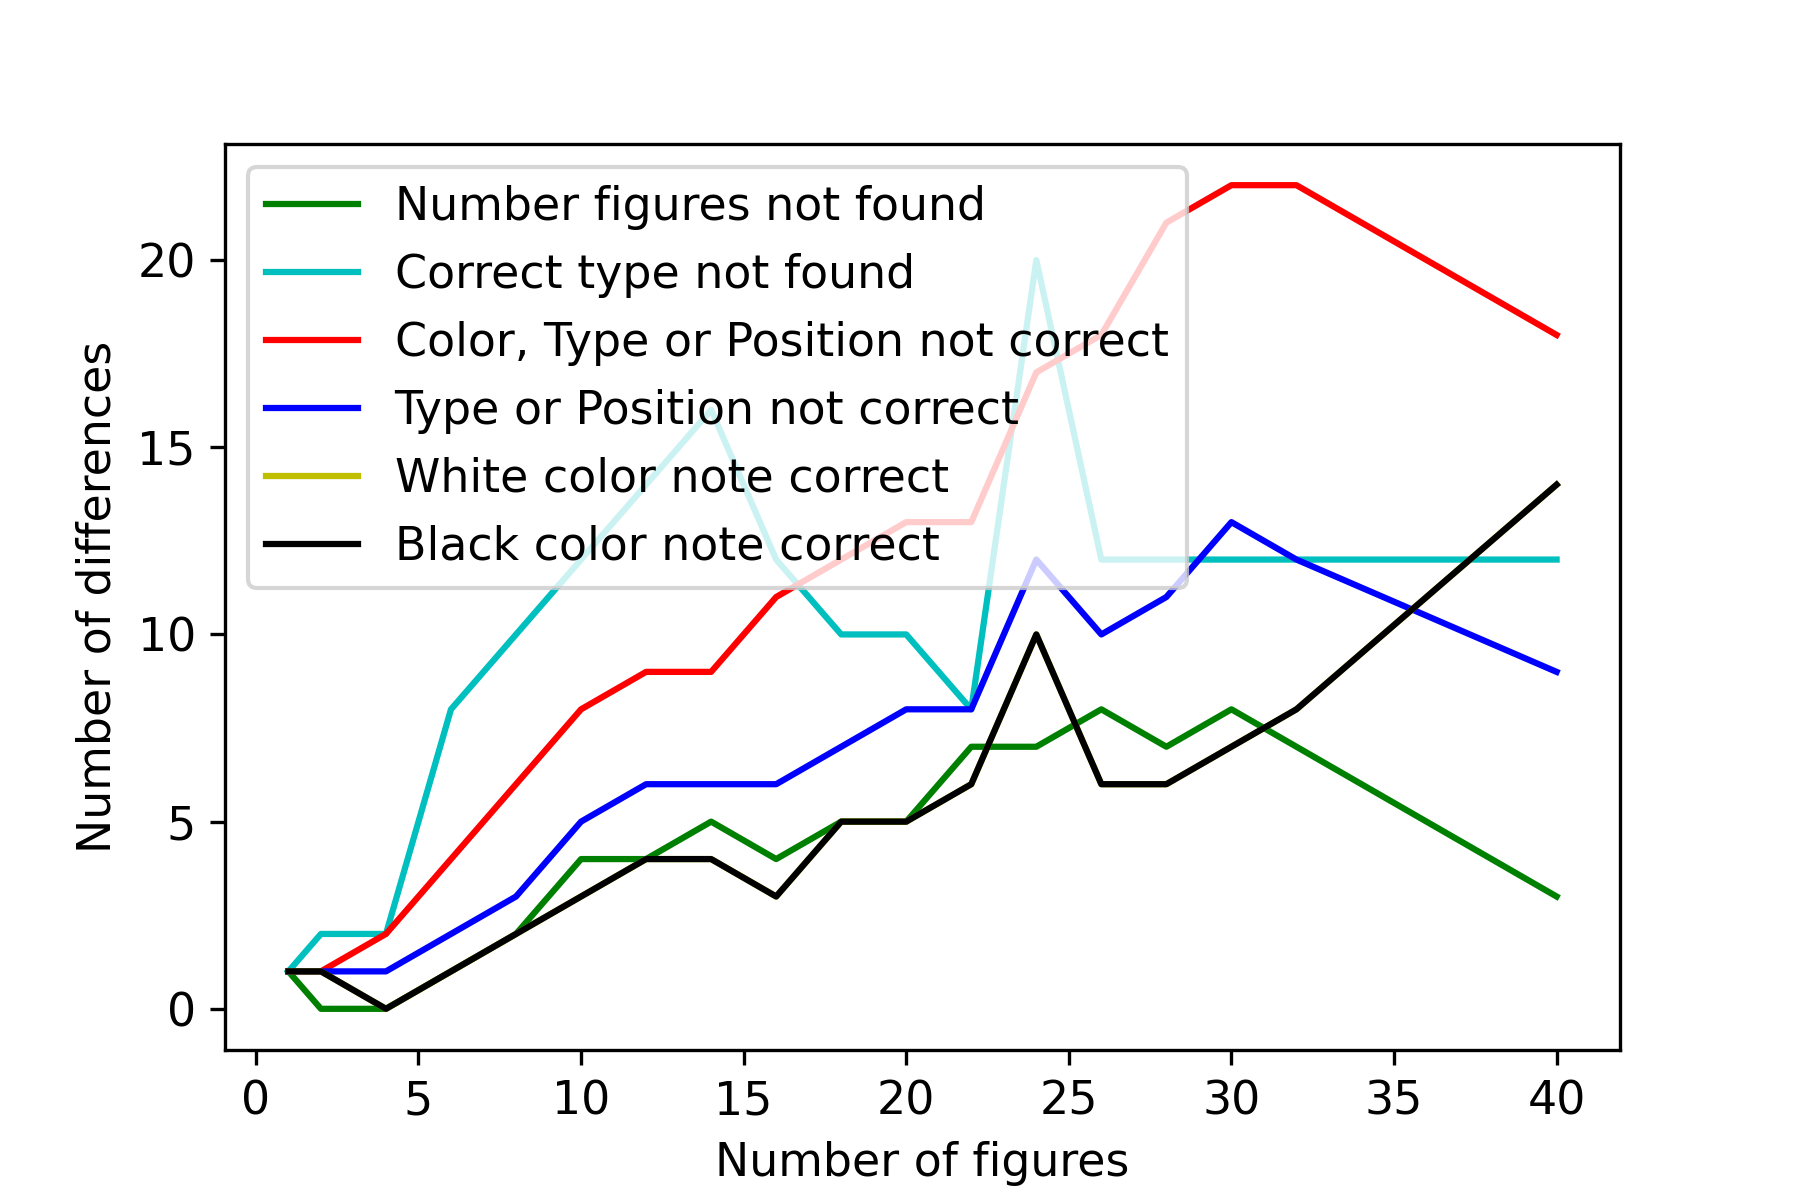 Number figures not found
Correct type not found
Color, Type or Position not correct
Type or Position not correct
White color note correct
Black color note correct
Number of differences
20
15
10
5
0
0 5 10 15 20 25 30 35 40
Number of figures